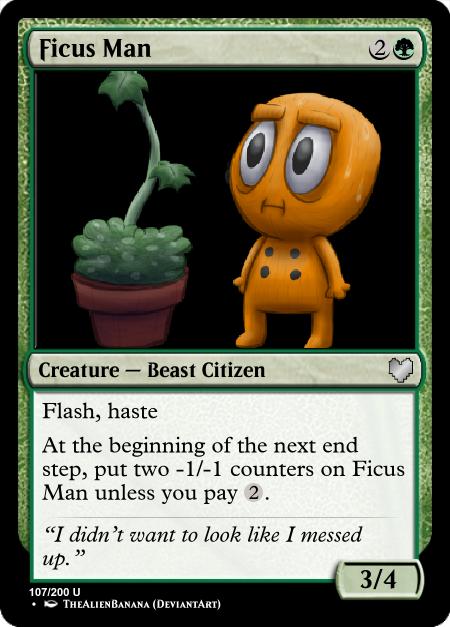 Ficus Man 2
Creature — Beast Citizen
Flash, haste
At the beginning of the next end
step, put two -1/-1 counters on Ficus
Man unless you pay 2.
“I didn’t want to look like I messed
up.”
3/4
107/200 U
• TheAlienBanana (DeviantArt)